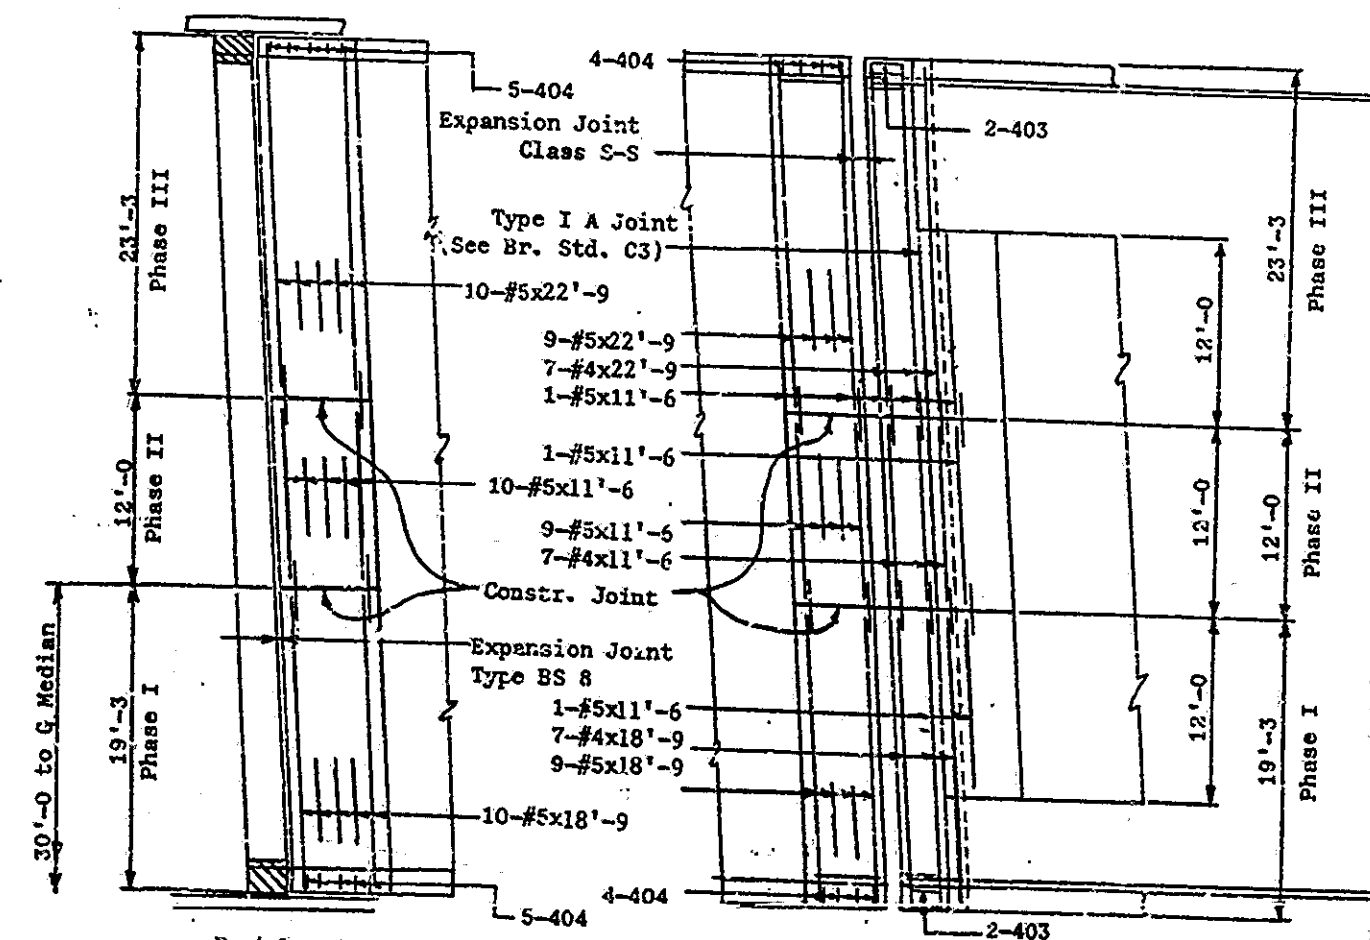 4-404
5-404
Expansion Joint
Class S-S
2-403
Type I A Joint
(See Br. Std. C3)
23'-3
Phase III
10-#5x22'-9
9-#5x22'-9
7-#4x22'-9
1-#5x11'-6
12'-0
23'-3
Phase III
12'-0
Phase II
1-#5x11'-6
10-#5x11'-6
9-#5x11'-6
7-#4x11'-6
12'-0
12'-0
Phase II
Constr. Joint
30'-0 to G Median
19'-3
Phase I
Expansion Joint
Type BS 8
1-#5x11'-6
7-#4x18'-9
9-#5x18'-9
10-#5x18'-9
12'-0
19'-3
Phase I
4-404
5-404
2-403